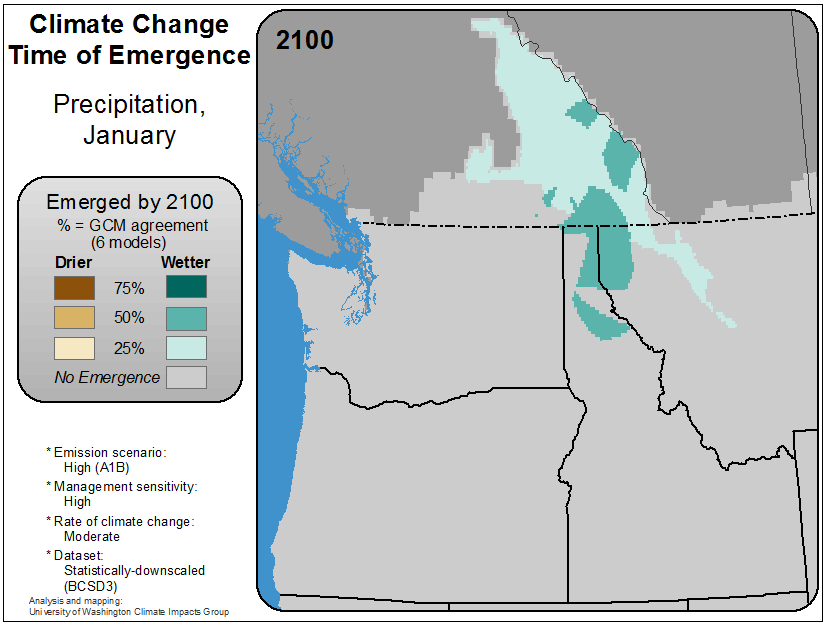 Climate Change
Time of Emergence
Precipitation,
January
2100
Emerged by 2100
% = GCM agreement
(6 models)
Drier Wetter
75%
50%
25%
No Emergence
* Emission scenario:
High (A1B)
* Management sensitivity:
High
* Rate of climate change:
Moderate
* Dataset:
Statistically-downscaled
(BCSD3)
Analysis and mapping:
University of Washington Climate Impacts Group